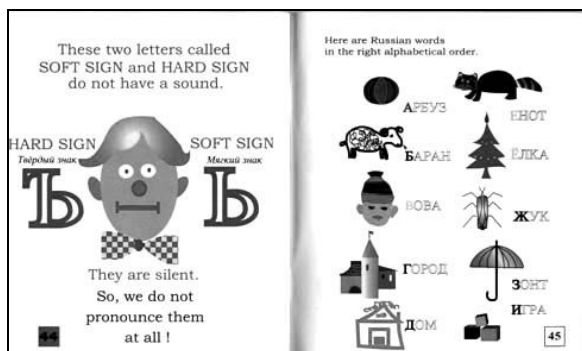 These two letters called
SOFT SIGN and HARD SIGN
do not have a sound.
HARD SIGN
Твёрдый знак
Ъ
SOFT SIGN
Мягкий знак
Ь
They are silent.
So, we do not
pronounce them
at all !
44
Here are Russian words
in the right alphabetical order.
АРБУЗ
БАРАН
ВОВА
ГОРОД
ДОМ
ЕНОТ
ЁЛКА
ЖУК
ЗОНТ
ИГРА
45